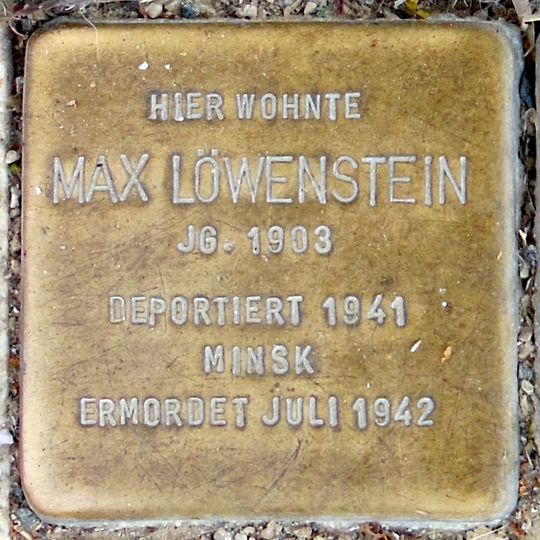 HIER WOHNTE
MAX LÖWENSTEIN
JG. 1903
DEPORTIERT 1941
MINSK
ERMORDET JULI 1942